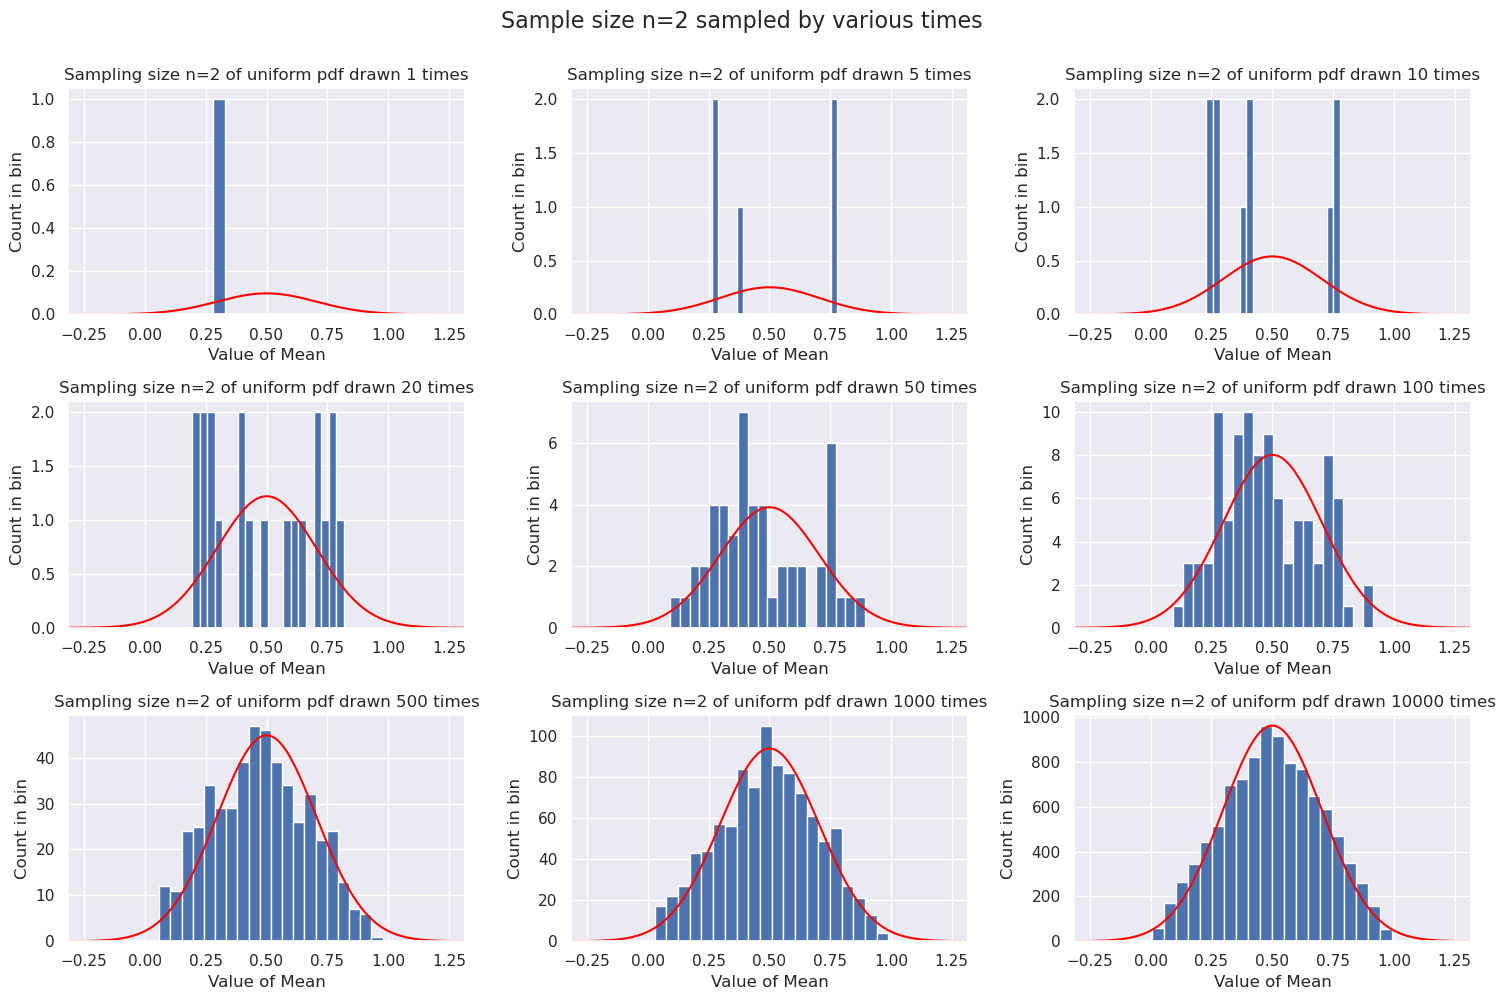 Sample size n=2 sampled by various times
Sampling size n=2 of uniform pdf drawn 1 times
1.0
0.8
0.6
0.4
0.2
0.0
Count in bin
−0.25 0.00 0.25 0.50 0.75 1.00 1.25
Value of Mean
Sampling size n=2 of uniform pdf drawn 5 times
2.0
1.5
1.0
0.5
0.0
Count in bin
−0.25 0.00 0.25 0.50 0.75 1.00 1.25
Value of Mean
Sampling size n=2 of uniform pdf drawn 10 times
2.0
1.5
1.0
0.5
0.0
Count in bin
−0.25 0.00 0.25 0.50 0.75 1.00 1.25
Value of Mean
Sampling size n=2 of uniform pdf drawn 20 times
2.0
1.5
1.0
0.5
0.0
Count in bin
−0.25 0.00 0.25 0.50 0.75 1.00 1.25
Value of Mean
Sampling size n=2 of uniform pdf drawn 50 times
6
4
2
0
Count in bin
−0.25 0.00 0.25 0.50 0.75 1.00 1.25
Value of Mean
Sampling size n=2 of uniform pdf drawn 100 times
10
8
6
4
2
0
Count in bin
−0.25 0.00 0.25 0.50 0.75 1.00 1.25
Value of Mean
Sampling size n=2 of uniform pdf drawn 500 times
40
30
20
10
0
Count in bin
−0.25 0.00 0.25 0.50 0.75 1.00 1.25
Value of Mean
Sampling size n=2 of uniform pdf drawn 1000 times
100
80
60
40
20
0
Count in bin
−0.25 0.00 0.25 0.50 0.75 1.00 1.25
Value of Mean
Sampling size n=2 of uniform pdf drawn 10000 times
1000
800
600
400
200
0
Count in bin
−0.25 0.00 0.25 0.50 0.75 1.00 1.25
Value of Mean